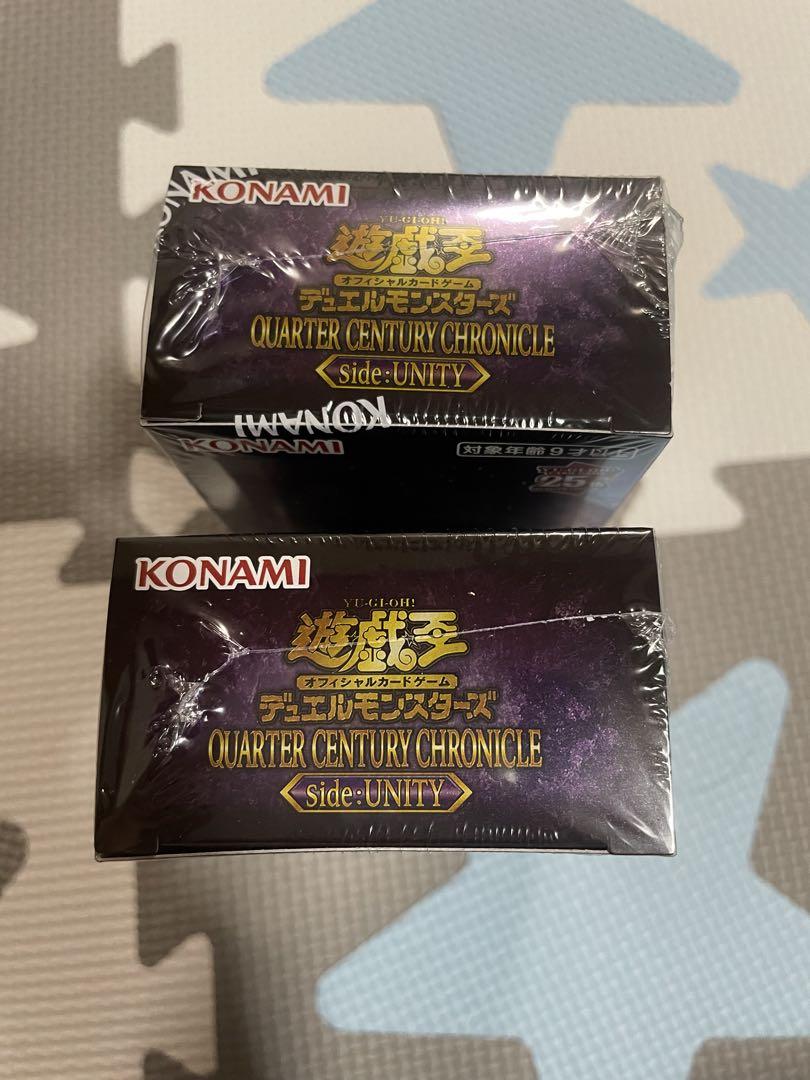 KONAMI
KONAMI
YU-GI-OH!
遊戯王
オフィシャルカードゲーム
デュエルモンスターズ
QUARTER CENTURY CHRONICLE
side:UNITY
KONAMI
KONAMI
対象年齢9才以上
25
KONAMI
YU-GI-OH!
遊戯王
オフィシャルカードゲーム
デュエルモンスターズ
QUARTER CENTURY CHRONICLE
side:UNITY